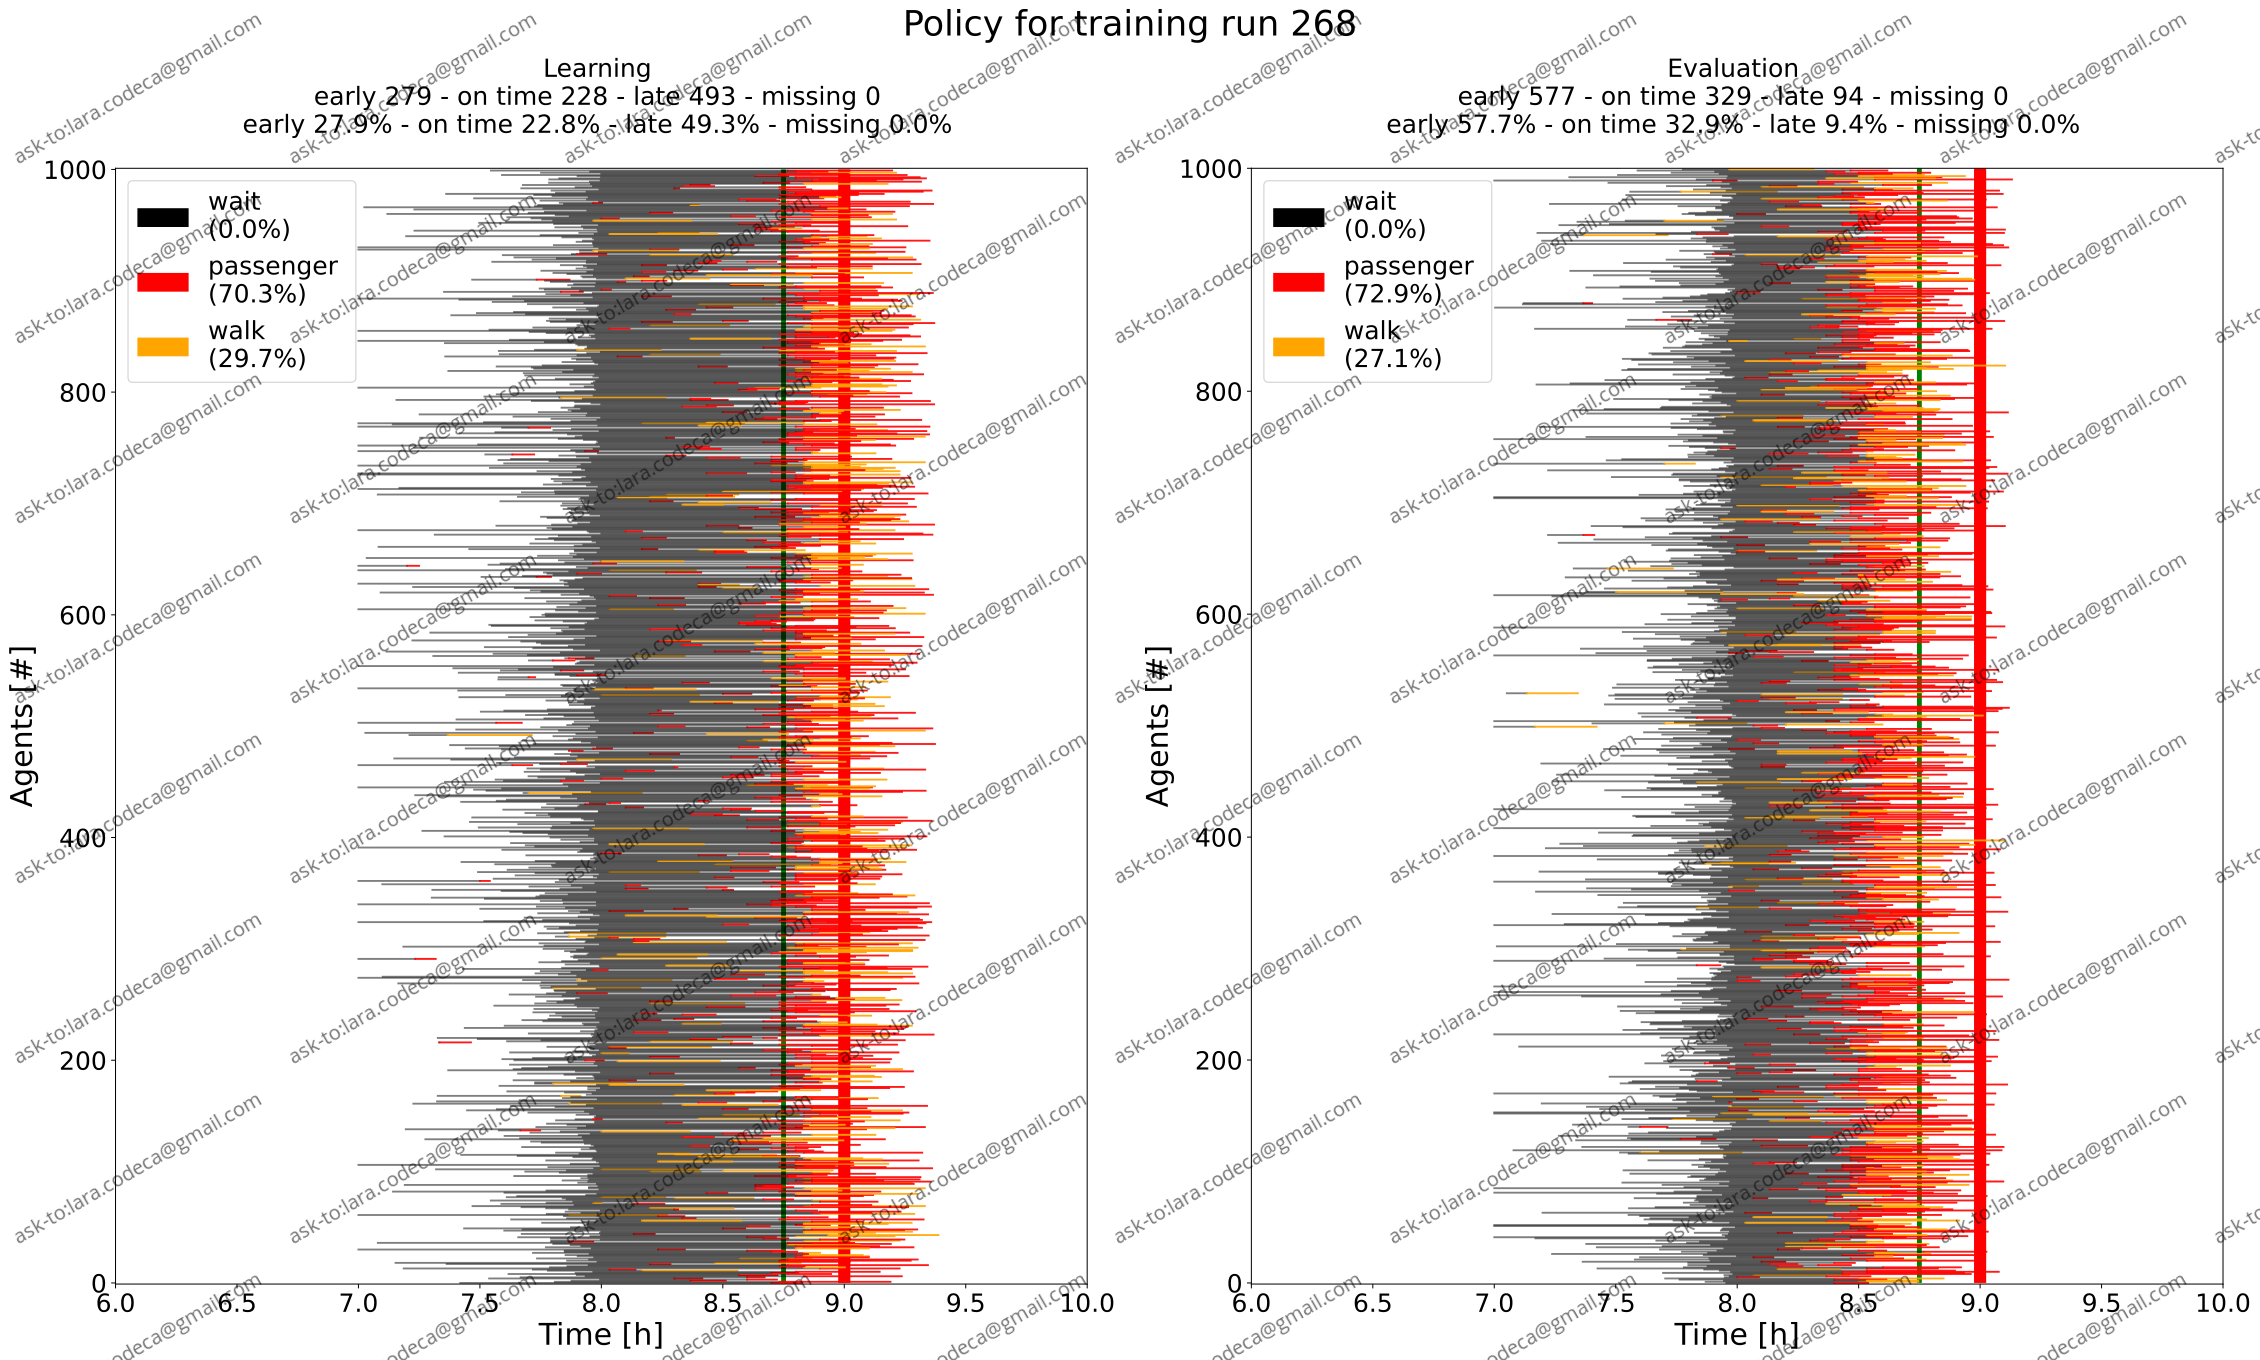 Policy for training run 268
Learning
early 279 - on time 228 - late 493 - missing 0
early 27.9% - on time 22.8% - late 49.3% - missing 0.0%
1000
800
600
400
200
0
Agents [#]
wait
(0.0%)
passenger
(70.3%)
walk
(29.7%)
6.0 6.5 7.0 7.5 8.0 8.5 9.0 9.5 10.0
Time [h]
Evaluation
early 577 - on time 329 - late 94 - missing 0
early 57.7% - on time 32.9% - late 9.4% - missing 0.0%
1000
800
600
400
200
0
Agents [#]
wait
(0.0%)
passenger
(72.9%)
walk
(27.1%)
6.0 6.5 7.0 7.5 8.0 8.5 9.0 9.5 10.0
Time [h]
ask-to:lara.codeca@gmail.com